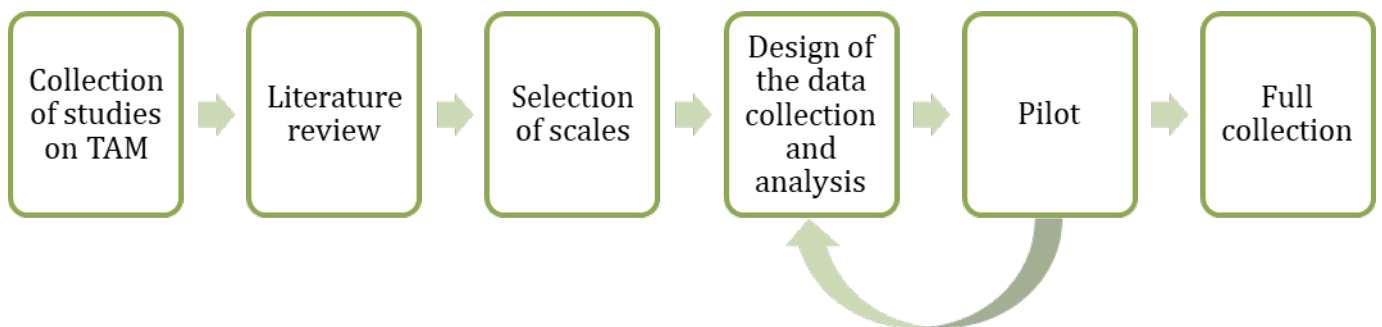 Collection
of studies
on TAM
Literature
review
Selection
of scales
Design of
the data
collection
and
analysis
Pilot
Full
collection